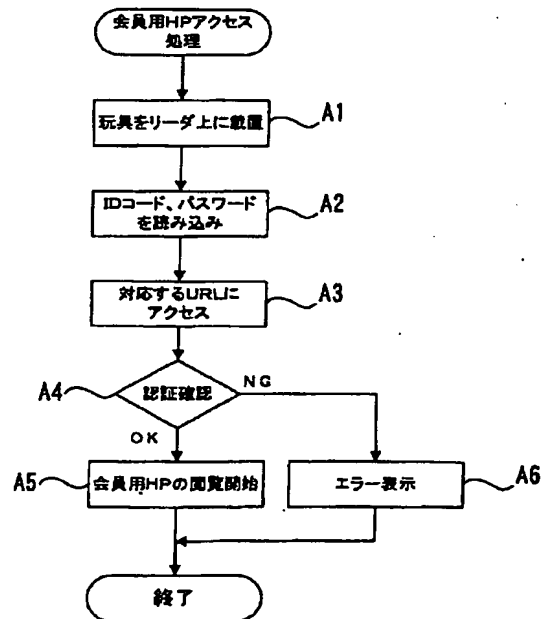 会員用HPアクセス
処理
玩具をリーダ上に載置
A1
IDコード、パスワード
を読み込み
A2
対応するURLに
アクセス
A3
A4
認証確認
NG
OK
A5
会員用HPの閲覧開始
エラー表示
A6
終了